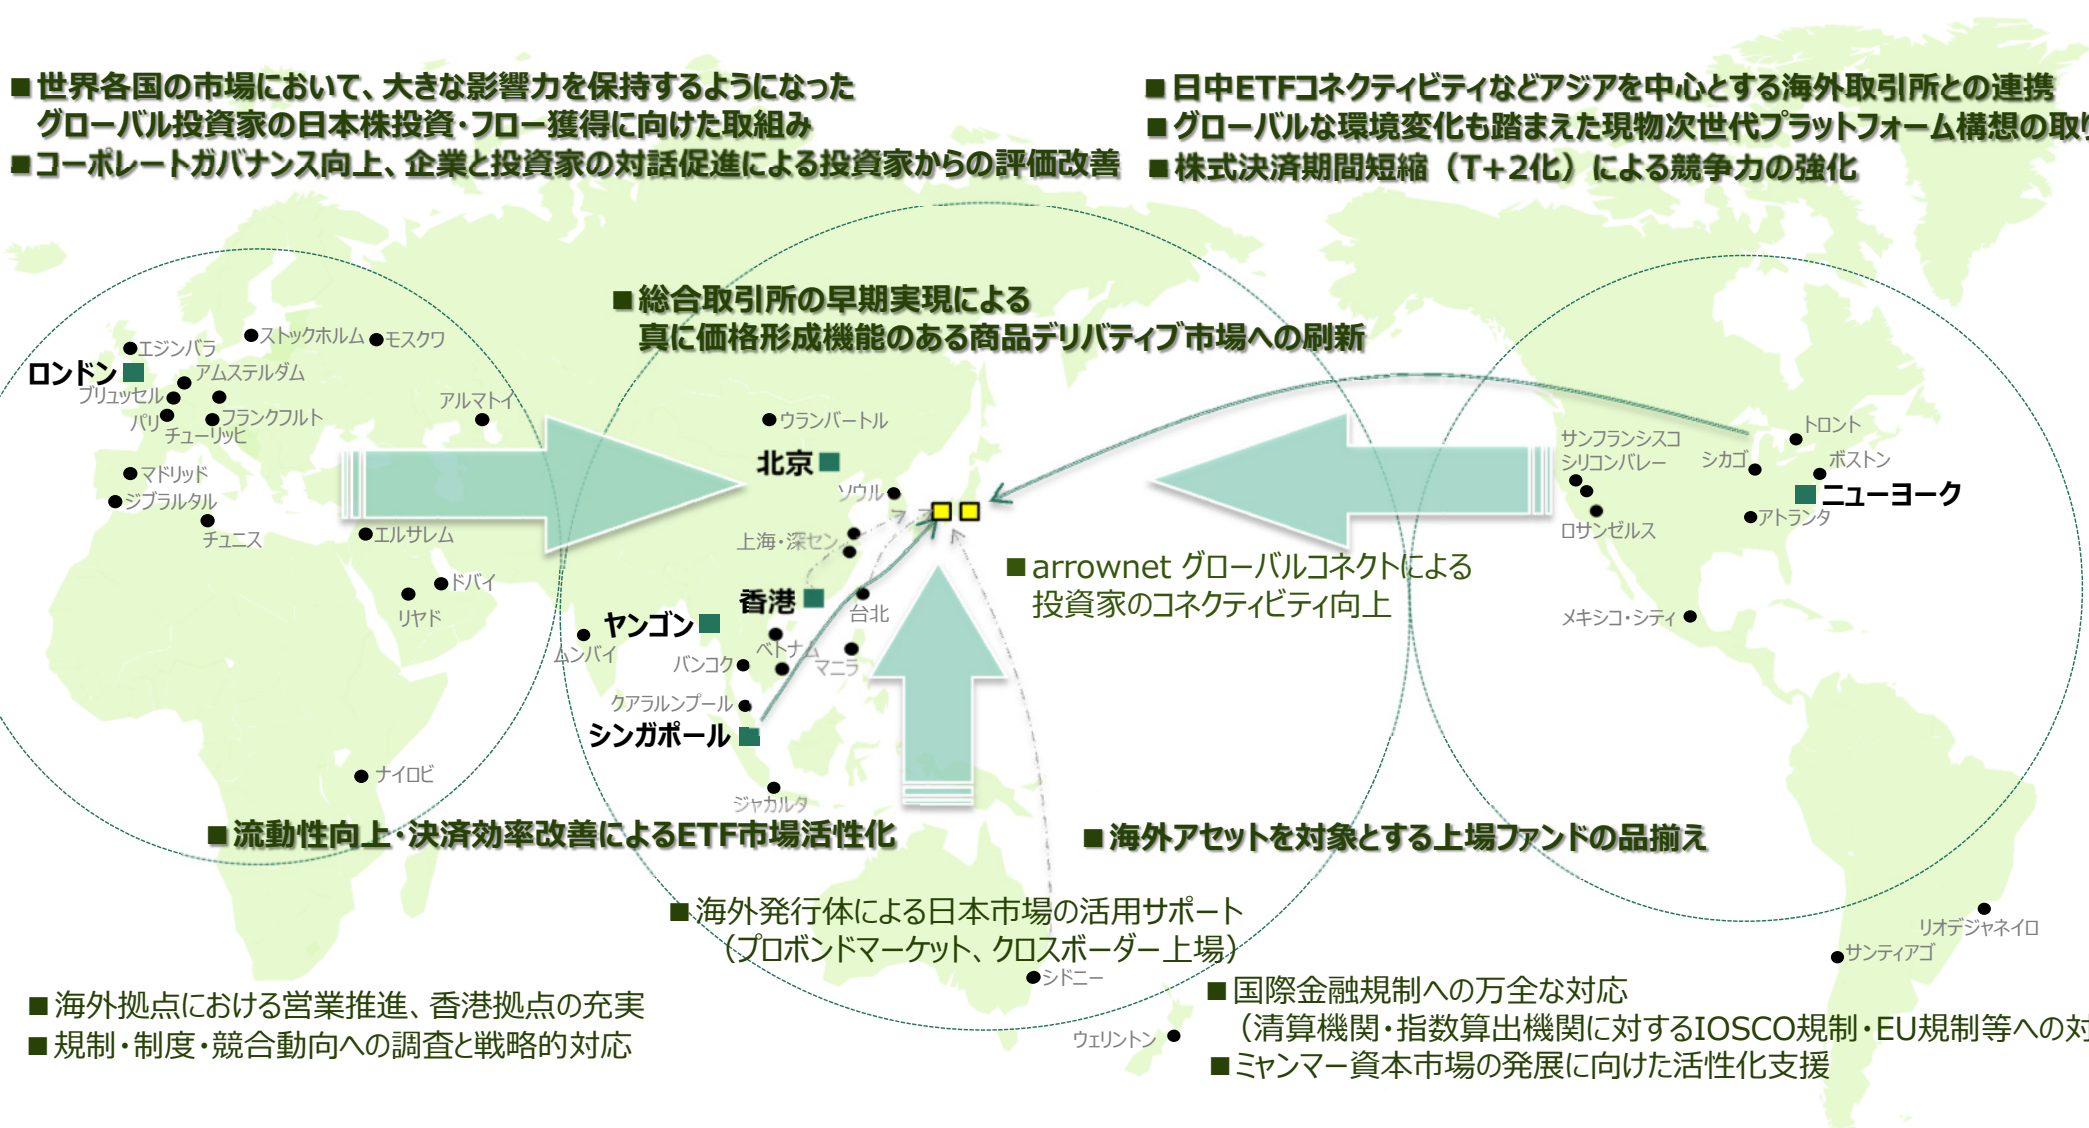 ■世界各国の市場において、大きな影響力を保持するようになった
グローバル投資家の日本株投資・フロー獲得に向けた取組み
■コーポレートガバナンス向上、企業と投資家の対話促進による投資家からの評価改善
■日中ETFコネクティビティなどアジアを中心とする海外取引所との連携
■グローバルな環境変化も踏まえた現物次世代プラットフォーム構想の取り
■株式決済期間短縮（T+2化）による競争力の強化
■総合取引所の早期実現による
真に価格形成機能のある商品デリバティブ市場への刷新
エジンバラ
ストックホルム
モスクワ
ロンドン
アムステルダム
ブリュッセル
パリ
フランクフルト
チューリッヒ
アルマトイ
マドリッド
ジブラルタル
チュニス
エルサレム
ドバイ
リヤド
ナイロビ
ウランバートル
北京
ソウル
上海・深セン
香港
台北
ヤンゴン
ムンバイ
バンコク
ベトナム
マニラ
クアラルンプール
シンガポール
ジャカルタ
■arrownet グローバルコネクトによる
投資家のコネクティビティ向上
サンフランシスコ
シリコンバレー
ロサンゼルス
シカゴ
トロント
ボストン
ニューヨーク
アトランタ
メキシコ・シティ
■流動性向上・決済効率改善によるETF市場活性化
■海外アセットを対象とする上場ファンドの品揃え
■海外発行体による日本市場の活用サポート
（プロボンドマーケット、クロスボーダー上場）
シドニー
ウェリントン
リオデジャネイロ
サンティアゴ
■海外拠点における営業推進、香港拠点の充実
■規制・制度・競合動向への調査と戦略的対応
■国際金融規制への万全な対応
（清算機関・指数算出機関に対するIOSCO規制・EU規制等への対
■ミャンマー資本市場の発展に向けた活性化支援